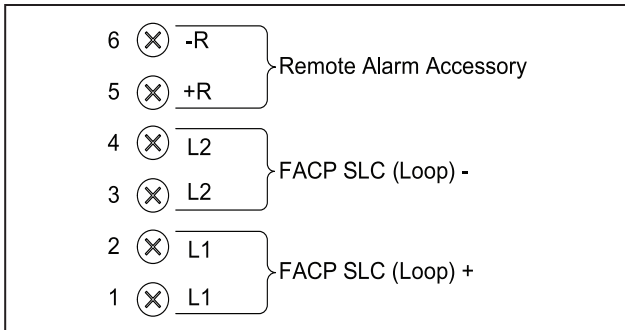 6 -R
Remote Alarm Accessory
5 +R
4 L2
FACP SLC (Loop) -
3 L2
2 L1
FACP SLC (Loop) +
1 L1